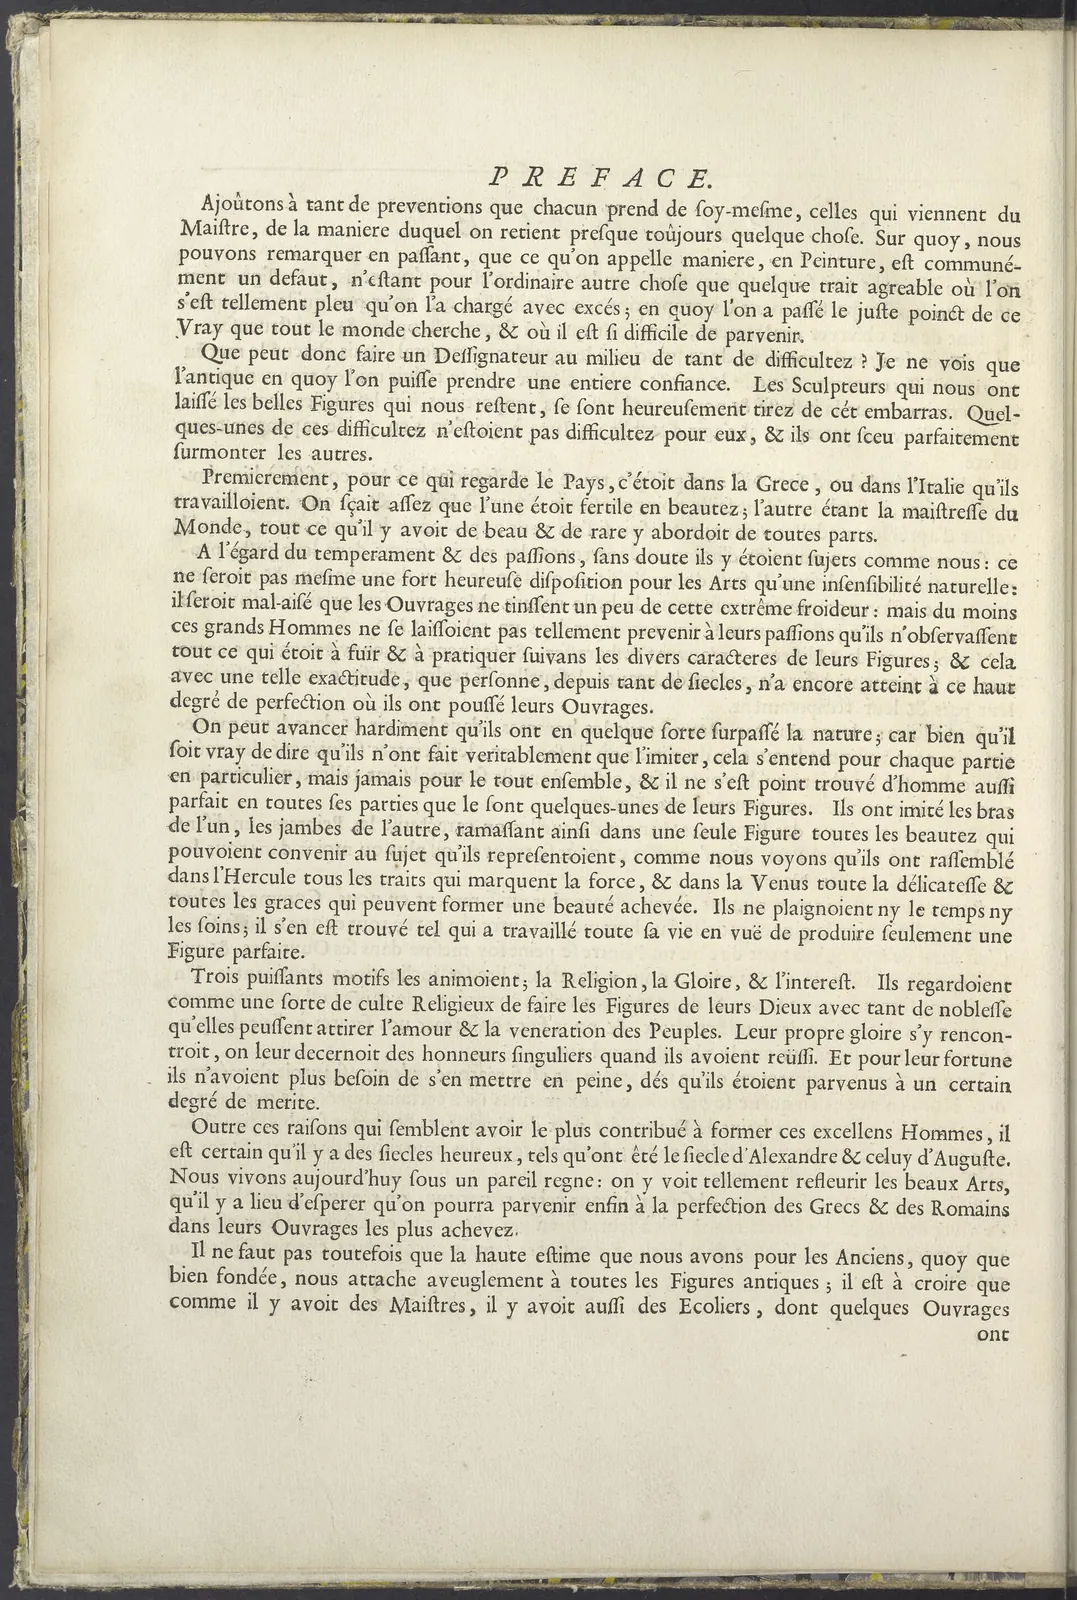 PREFACE.
Ajoûtons à tant de preventions que chacun prend de ſoy-meſme, celles qui viennent du
Maiſtre, de la maniere duquel on retient preſque toûjours quelque choſe. Sur quoy, nous
pouvons remarquer en paſſant, que ce qu'on appelle maniere, en Peinture, eſt communé-
ment un defaut, n'eſtant pour l'ordinaire autre choſe que quelque trait agreable où l'on
s'eſt tellement pleu qu'on l'a chargé avec excés; en quoy l'on a paſſé le juſte poinct de ce
Vray que tout le monde cherche, & où il eſt ſi difficile de parvenir.
Que peut donc faire un Deſſignateur au milieu de tant de difficultez ? Je ne vois que
l'antique en quoy l'on puiſſe prendre une entiere confiance. Les Sculpteurs qui nous ont
laiſſé les belles Figures qui nous reſtent, ſe ſont heureuſement tirez de cét embarras. Quel-
ques-unes de ces difficultez n'eſtoient pas difficultez pour eux, & ils ont ſceu parfaitement
ſurmonter les autres.
Premierement, pour ce qui regarde le Pays, c'étoit dans la Grece, ou dans l'Italie qu'ils
travailloient. On ſçait aſſez que l'une étoit fertile en beautez; l'autre étant la maiſtreſſe du
Monde, tout ce qu'il y avoit de beau & de rare y abordoit de toutes parts.
A l'égard du temperament & des paſſions, ſans doute ils y étoient ſujets comme nous: ce
ne ſeroit pas meſme une fort heureuſe diſpoſition pour les Arts qu'une inſenſibilité naturelle:
il ſeroit mal-aiſé que les Ouvrages ne tinſſent un peu de cette extrême froideur: mais du moins
ces grands Hommes ne ſe laiſſoient pas tellement prevenir à leurs paſſions qu'ils n'obſervaſſent
tout ce qui étoit à fuïr & à pratiquer ſuivans les divers caracteres de leurs Figures; & cela
avec une telle exactitude, que perſonne, depuis tant de ſiecles, n'a encore atteint à ce haut
degré de perfection où ils ont pouſſé leurs Ouvrages.
On peut avancer hardiment qu'ils ont en quelque ſorte ſurpaſſé la nature; car bien qu'il
ſoit vray de dire qu'ils n'ont fait veritablement que l'imiter, cela s'entend pour chaque partie
en particulier, mais jamais pour le tout enſemble, & il ne s'eſt point trouvé d'homme auſſi
parfait en toutes ſes parties que le ſont quelques-unes de leurs Figures. Ils ont imité les bras
de l'un, les jambes de l'autre, ramaſſant ainſi dans une ſeule Figure toutes les beautez qui
pouvoient convenir au ſujet qu'ils repreſentoient, comme nous voyons qu'ils ont raſſemblé
dans l'Hercule tous les traits qui marquent la force, & dans la Venus toute la délicateſſe &
toutes les graces qui peuvent former une beauté achevée. Ils ne plaignoient ny le temps ny
les ſoins; il s'en eſt trouvé tel qui a travaillé toute ſa vie en vuë de produire ſeulement une
Figure parfaite.
Trois puiſſants motifs les animoient; la Religion, la Gloire, & l'intereſt. Ils regardoient
comme une ſorte de culte Religieux de faire les Figures de leurs Dieux avec tant de nobleſſe
qu'elles peuſſent attirer l'amour & la veneration des Peuples. Leur propre gloire s'y rencon-
troit, on leur decernoit des honneurs ſinguliers quand ils avoient reüſſi. Et pour leur fortune
ils n'avoient plus beſoin de s'en mettre en peine, dés qu'ils étoient parvenus à un certain
degré de merite.
Outre ces raiſons qui ſemblent avoir le plus contribué à former ces excellens Hommes, il
eſt certain qu'il y a des ſiecles heureux, tels qu'ont été le ſiecle d'Alexandre & celuy d'Auguſte.
Nous vivons aujourd'huy ſous un pareil regne: on y voit tellement refleurir les beaux Arts,
qu'il y a lieu d'eſperer qu'on pourra parvenir enfin à la perfection des Grecs & des Romains
dans leurs Ouvrages les plus achevez.
Il ne faut pas toutefois que la haute eſtime que nous avons pour les Anciens, quoy que
bien fondée, nous attache aveuglement à toutes les Figures antiques; il eſt à croire que
comme il y avoit des Maiſtres, il y avoit auſſi des Ecoliers, dont quelques Ouvrages
ont